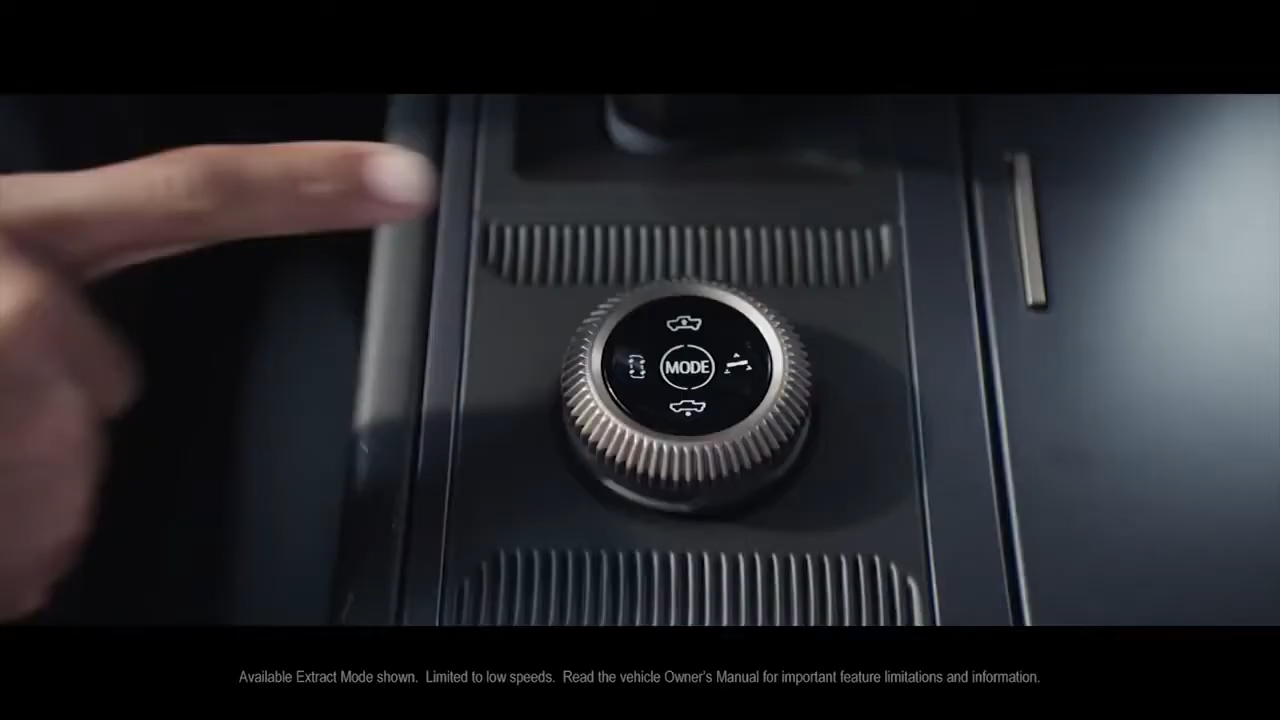 MODE
Available Extract Mode shown.  Limited to low speeds.  Read the vehicle Owner's Manual for important feature limitations and information.